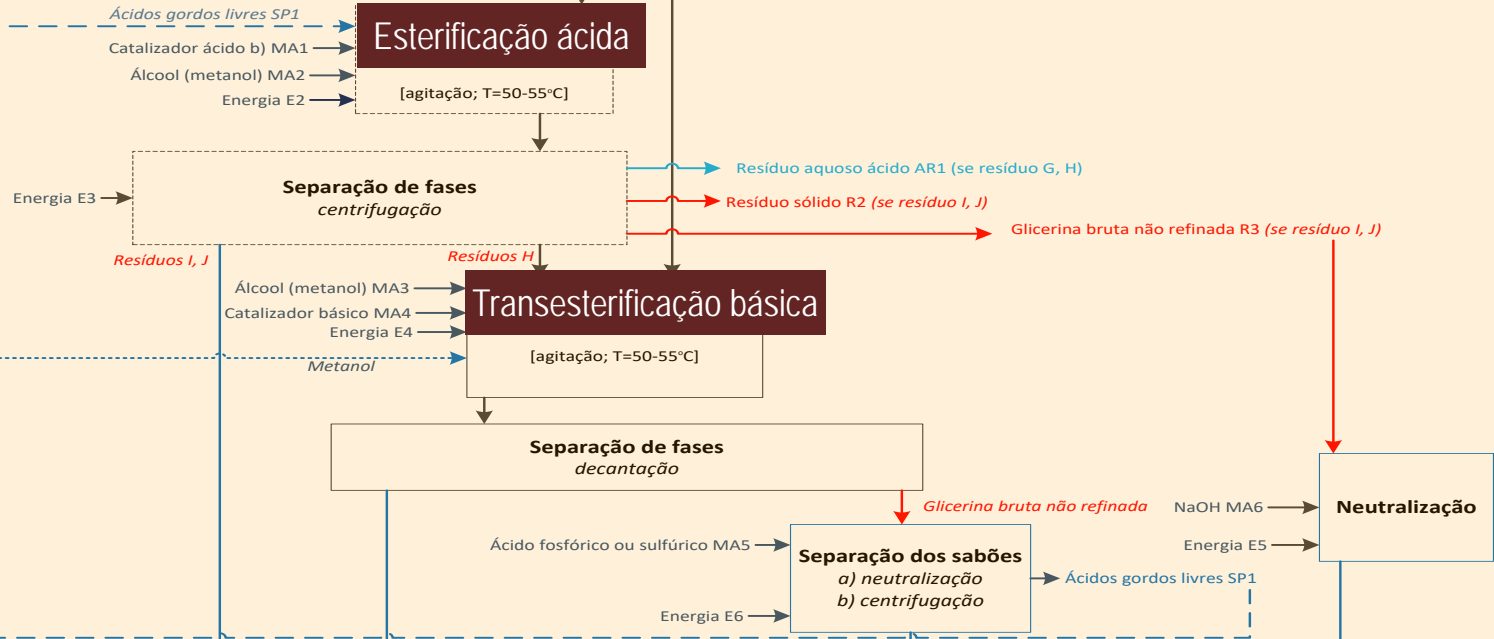 Ácidos gordos livres SP1
Esterificação ácida
Catalizador ácido b) MA1
Álcool (metanol) MA2
Energia E2
[agitação; T=50-55°C]
Separação de fases
centrifugação
Energia E3
Resíduo aquoso ácido AR1 (se resíduo G, H)
Resíduo sólido R2 (se resíduo I, J)
Glicerina bruta não refinada R3 (se resíduo I, J)
Resíduos I, J
Resíduos H
Álcool (metanol) MA3
Transesterificação básica
Catalizador básico MA4
Energia E4
[agitação; T=50-55°C]
Metanol
Separação de fases
decantação
Glicerina bruta não refinada
NaOH MA6
Neutralização
Energia E5
Ácido fosfórico ou sulfúrico MA5
Separação dos sabões
a) neutralização
b) centrifugação
Ácidos gordos livres SP1
Energia E6